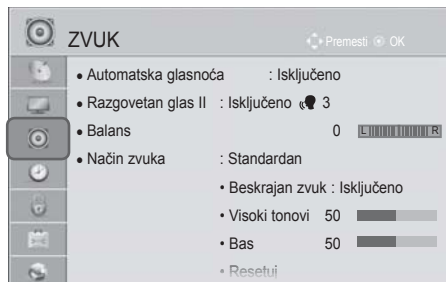 ZVUK
Premesti OK
• Automatska glasnoća : Isključeno
• Razgovetan glas II : Isključeno 3
• Balans 0 L R
• Način zvuka : Standardan
• Beskrajan zvuk : Isključeno
• Visoki tonovi 50
• Bas 50
• Resetuj